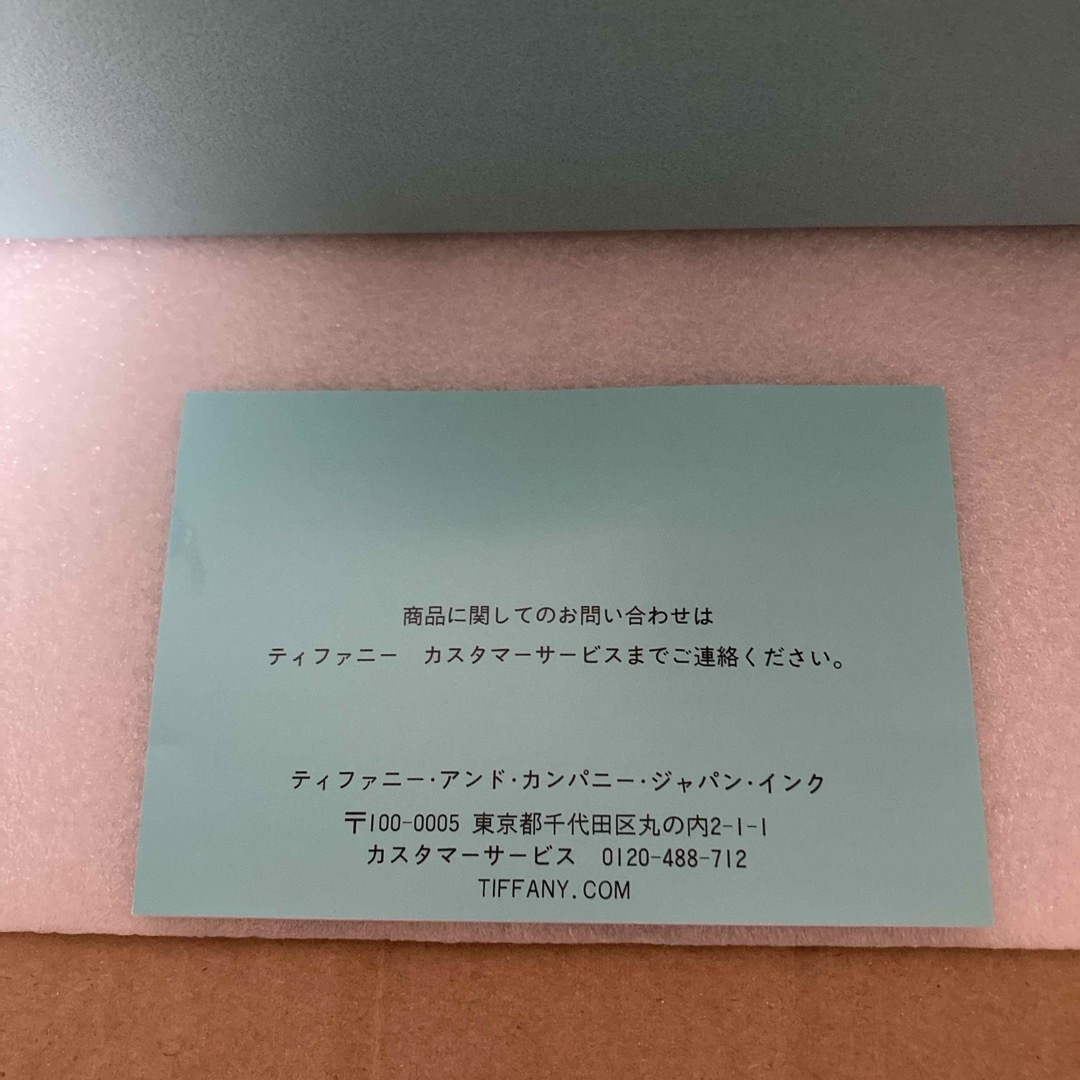 商品に関してのお問い合わせは
ティファニー　カスタマーサービスまでご連絡ください。
ティファニー・アンド・カンパニー・ジャパン・インク
〒100-0005 東京都千代田区丸の内2-1-1
カスタマーサービス　0120-488-712
TIFFANY.COM